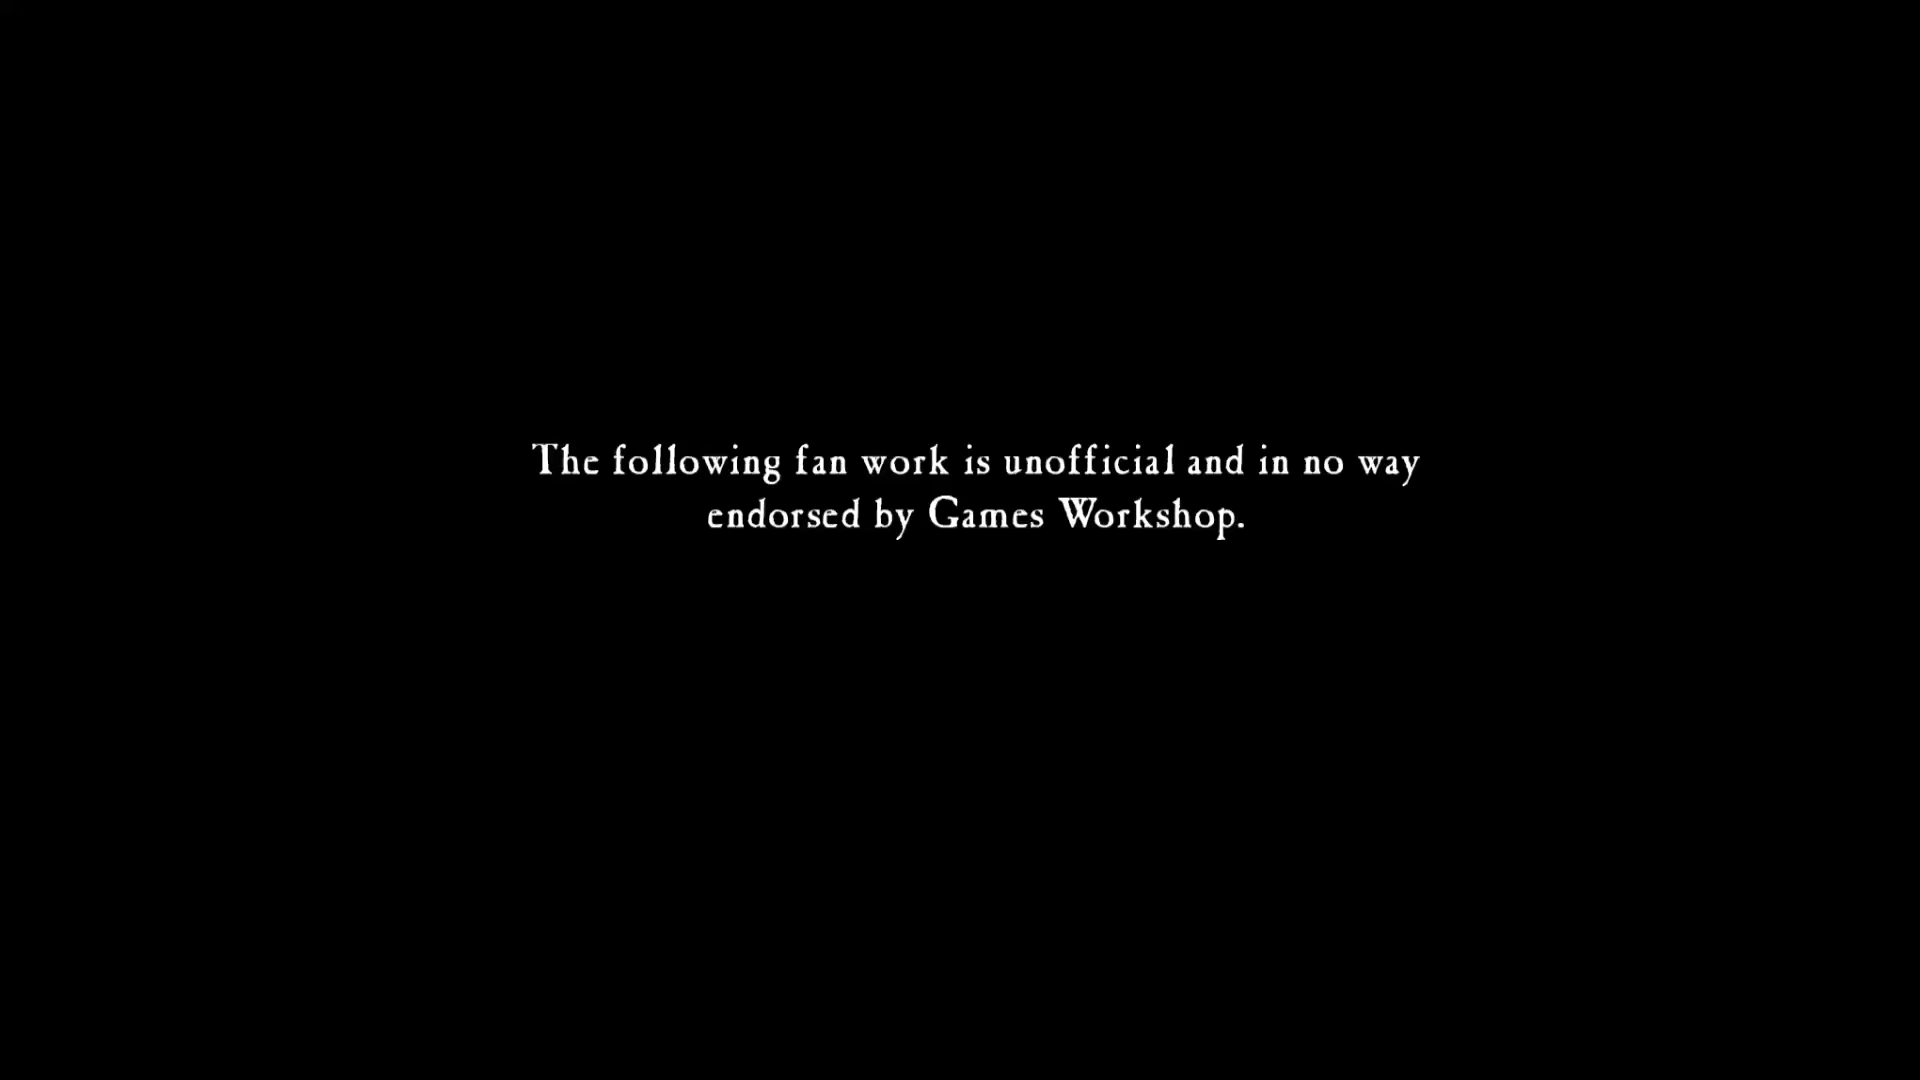 The following fan work is unofficial and in no way
endorsed by Games Workshop.